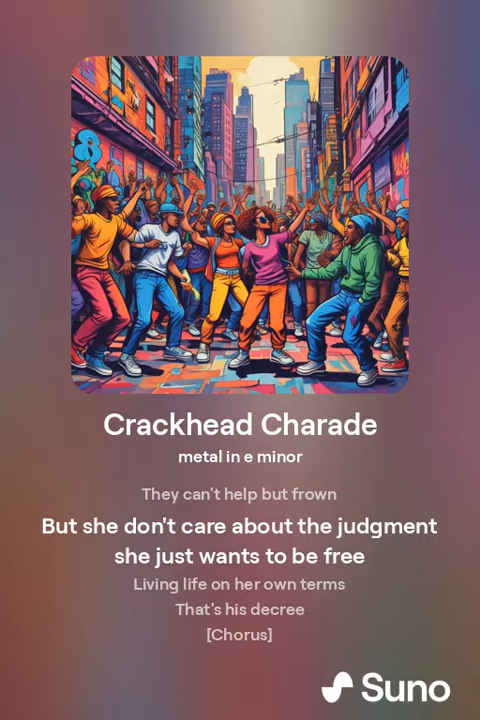 8
Crackhead Charade
metal in e minor
They can't help but frown
But she don't care about the judgment
she just wants to be free
Living life on her own terms
That's his decree
[Chorus]
Suno